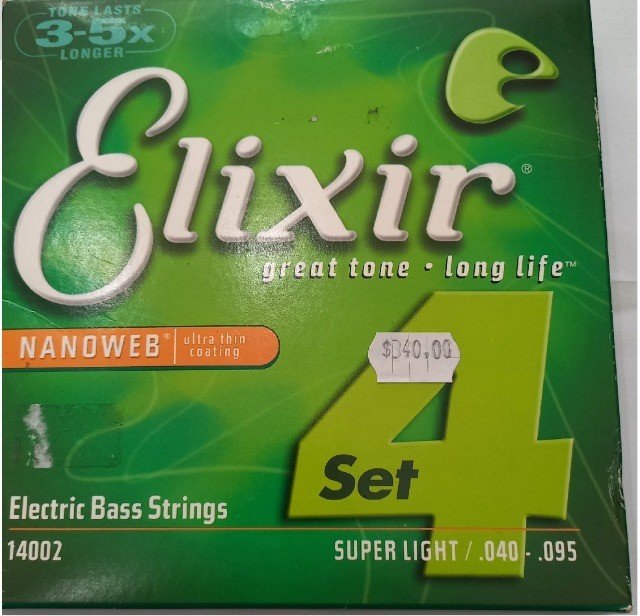 TONE LASTS
3-5x
LONGER
Elixir®
great tone • long life™
NANOWEB® ultra thin
coating
$340,00
4
Set
Electric Bass Strings
14002
SUPER LIGHT / .040 - .095